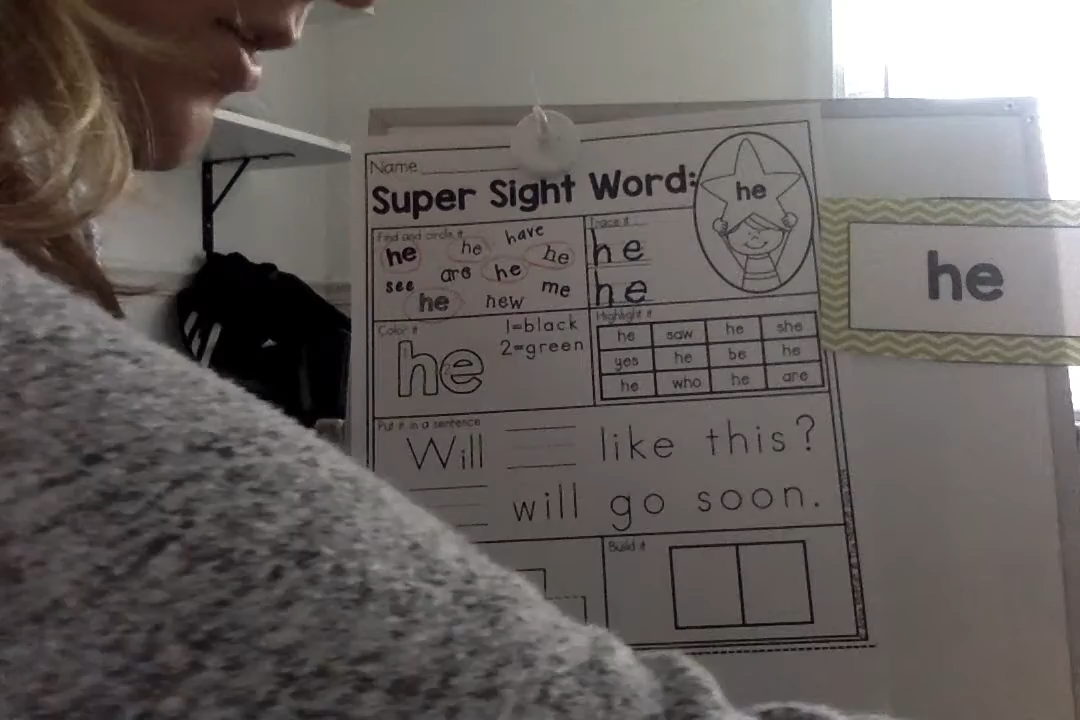 Name
Super Sight Word:
he
Find and circle it
he he have he
see are he me
he new
Trace it
he
he
Color it
1=black
2=green
he
Highlight it
he saw he she
yes he be he
he who he are
Put it in a sentence
Will like this?
will go soon.
Build it
he